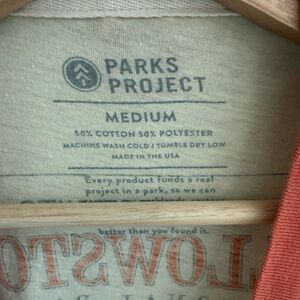 PARKS
PROJECT
MEDIUM
50% COTTON 50% POLYESTER
MACHINE WASH COLD / TUMBLE DRY LOW
MADE IN THE USA
Every product funds a real
project in a park, so we can
better than you found it.
LOWSTO